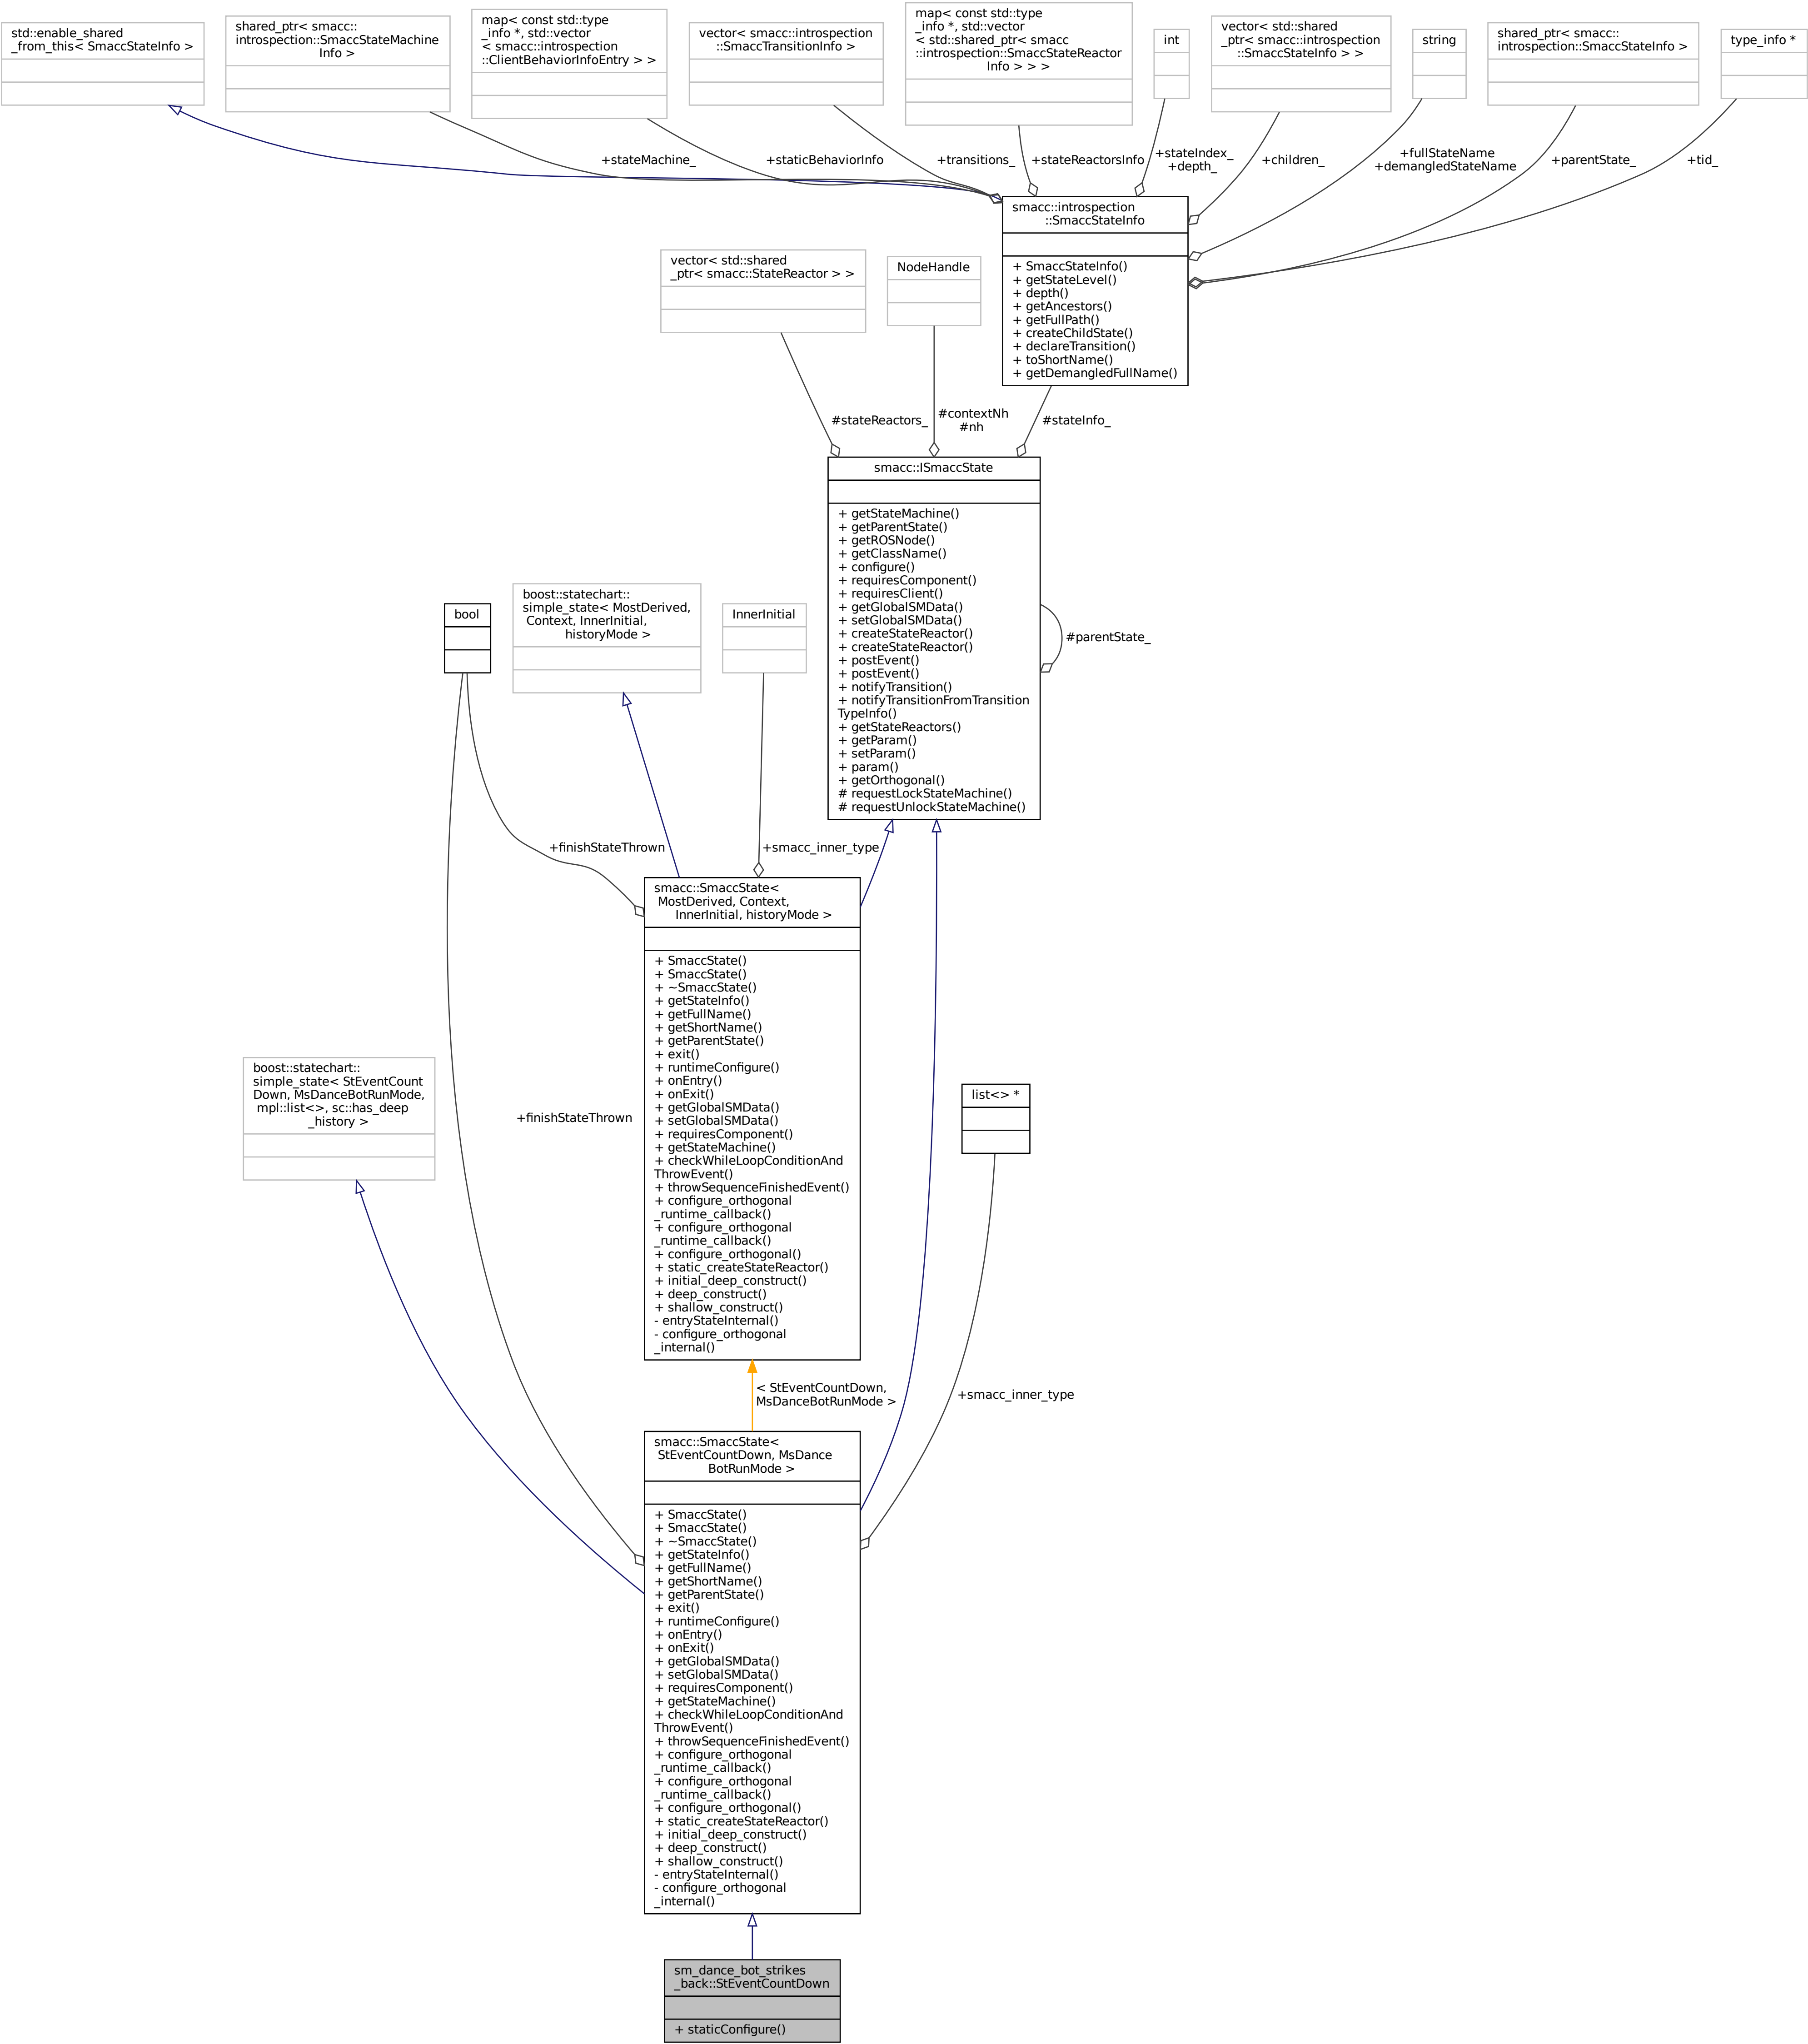 std::enable_shared
_from_this< SmaccStateInfo >
shared_ptr< smacc::
introspection::SmaccStateMachine
Info >
map< const std::type
_info *, std::vector
< smacc::introspection
::ClientBehaviorInfoEntry > >
vector< smacc::introspection
::SmaccTransitionInfo >
map< const std::type
_info *, std::vector
< std::shared_ptr< smacc
::introspection::SmaccStateReactor
Info > > >
int
vector< std::shared
_ptr< smacc::introspection
::SmaccStateInfo > >
string
shared_ptr< smacc::
introspection::SmaccStateInfo >
type_info *
+stateMachine_
+staticBehaviorInfo
+transitions_
+stateReactorsInfo
+stateIndex_
+depth_
+children_
+fullStateName
+demangledStateName
+parentState_
+tid_
smacc::introspection
::SmaccStateInfo
+ SmaccStateInfo()
+ getStateLevel()
+ depth()
+ getAncestors()
+ getFullPath()
+ createChildState()
+ declareTransition()
+ toShortName()
+ getDemangledFullName()
vector< std::shared
_ptr< smacc::StateReactor > >
NodeHandle
#stateReactors_
#contextNh
#nh
#stateInfo_
smacc::ISmaccState
+ getStateMachine()
+ getParentState()
+ getROSNode()
+ getClassName()
+ configure()
+ requiresComponent()
+ requiresClient()
+ getGlobalSMData()
+ setGlobalSMData()
+ createStateReactor()
+ createStateReactor()
+ postEvent()
+ postEvent()
+ notifyTransition()
+ notifyTransitionFromTransition
TypeInfo()
+ getStateReactors()
+ getParam()
+ setParam()
+ param()
+ getOrthogonal()
# requestLockStateMachine()
# requestUnlockStateMachine()
#parentState_
bool
boost::statechart::
simple_state< MostDerived,
Context, InnerInitial,
historyMode >
InnerInitial
+finishStateThrown
+smacc_inner_type
smacc::SmaccState<
MostDerived, Context,
InnerInitial, historyMode >
+ SmaccState()
+ SmaccState()
+ ~SmaccState()
+ getStateInfo()
+ getFullName()
+ getShortName()
+ getParentState()
+ exit()
+ runtimeConfigure()
+ onEntry()
+ onExit()
+ getGlobalSMData()
+ setGlobalSMData()
+ requiresComponent()
+ getStateMachine()
+ checkWhileLoopConditionAnd
ThrowEvent()
+ throwSequenceFinishedEvent()
+ configure_orthogonal
_runtime_callback()
+ configure_orthogonal
_runtime_callback()
+ configure_orthogonal()
+ static_createStateReactor()
+ initial_deep_construct()
+ deep_construct()
+ shallow_construct()
- entryStateInternal()
- configure_orthogonal
_internal()
boost::statechart::
simple_state< StEventCount
Down, MsDanceBotRunMode,
mpl::list<>, sc::has_deep
_history >
+finishStateThrown
list<> *
< StEventCountDown,
MsDanceBotRunMode >
+smacc_inner_type
smacc::SmaccState<
StEventCountDown, MsDance
BotRunMode >
+ SmaccState()
+ SmaccState()
+ ~SmaccState()
+ getStateInfo()
+ getFullName()
+ getShortName()
+ getParentState()
+ exit()
+ runtimeConfigure()
+ onEntry()
+ onExit()
+ getGlobalSMData()
+ setGlobalSMData()
+ requiresComponent()
+ getStateMachine()
+ checkWhileLoopConditionAnd
ThrowEvent()
+ throwSequenceFinishedEvent()
+ configure_orthogonal
_runtime_callback()
+ configure_orthogonal
_runtime_callback()
+ configure_orthogonal()
+ static_createStateReactor()
+ initial_deep_construct()
+ deep_construct()
+ shallow_construct()
- entryStateInternal()
- configure_orthogonal
_internal()
sm_dance_bot_strikes
_back::StEventCountDown
+ staticConfigure()